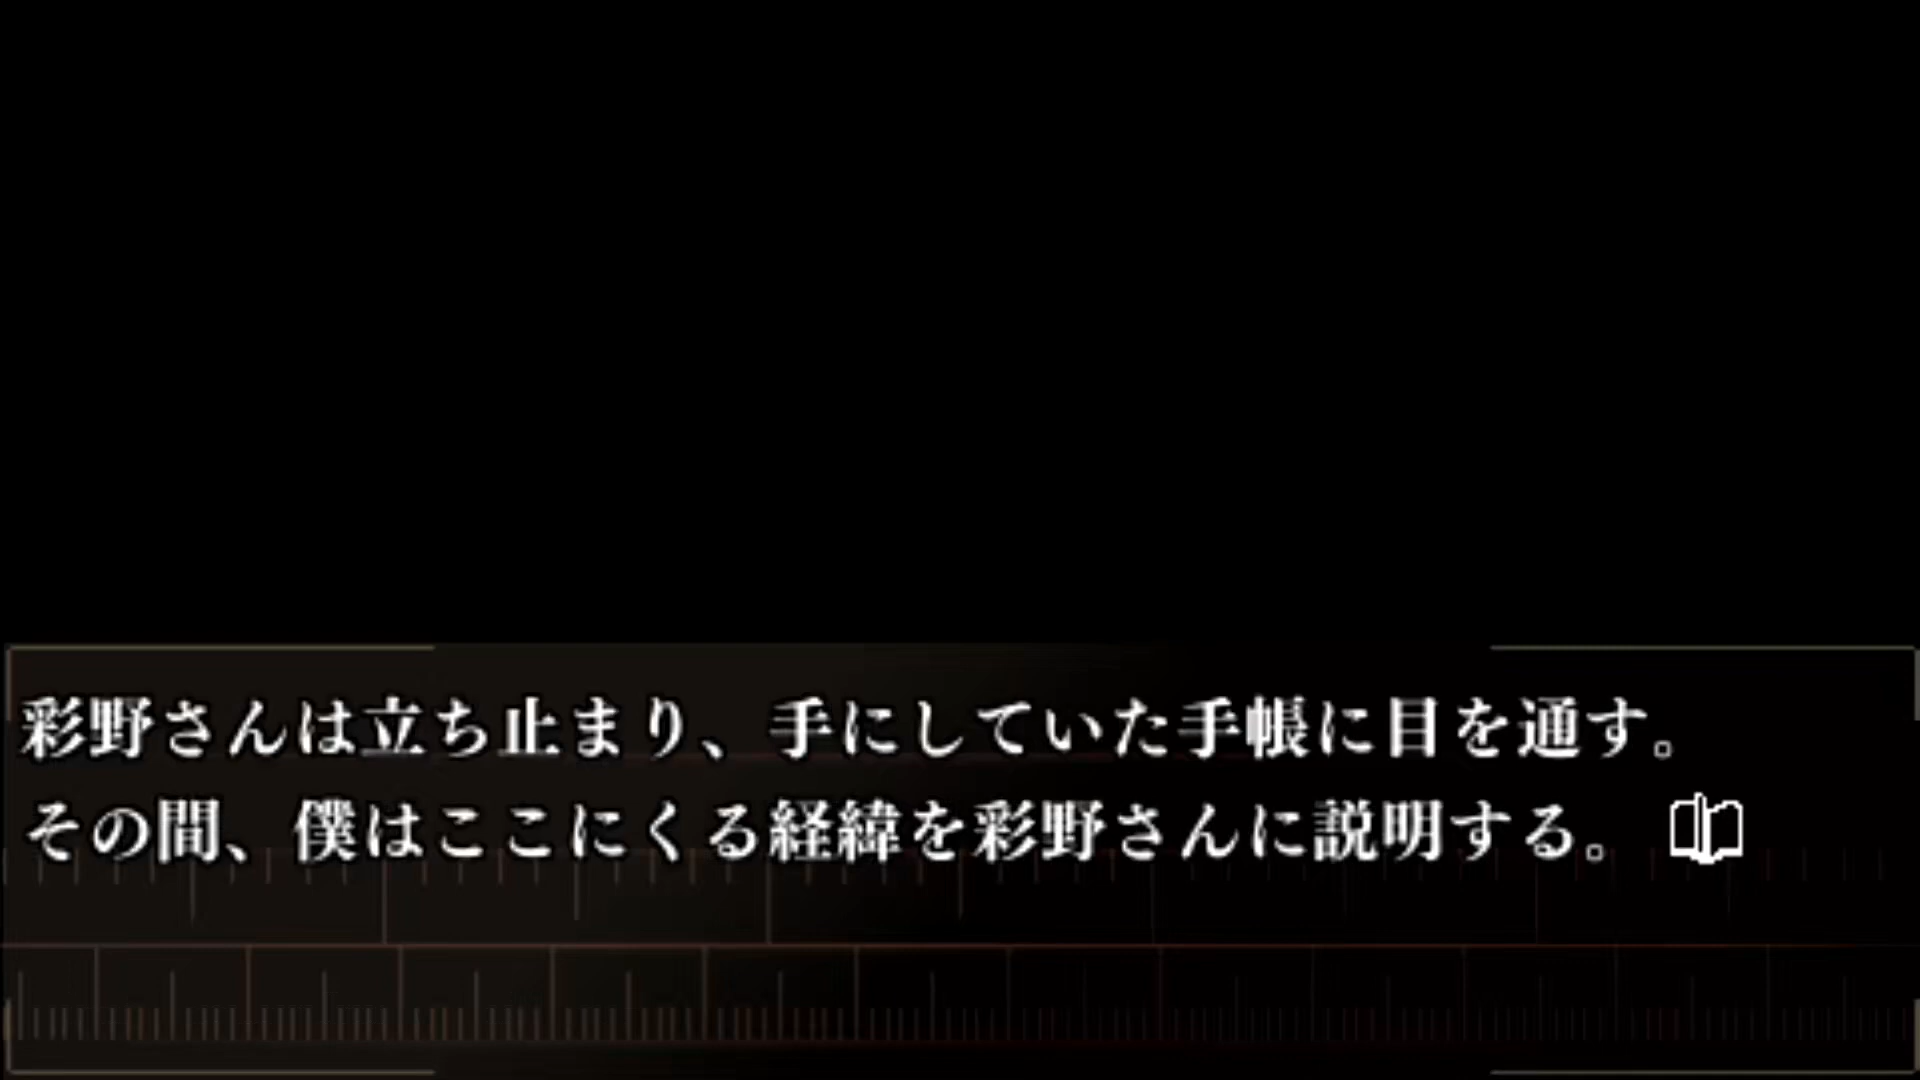 彩野さんは立ち止まり、手にしていた手帳に目を通す。
その間、僕はここにくる経緯を彩野さんに説明する。